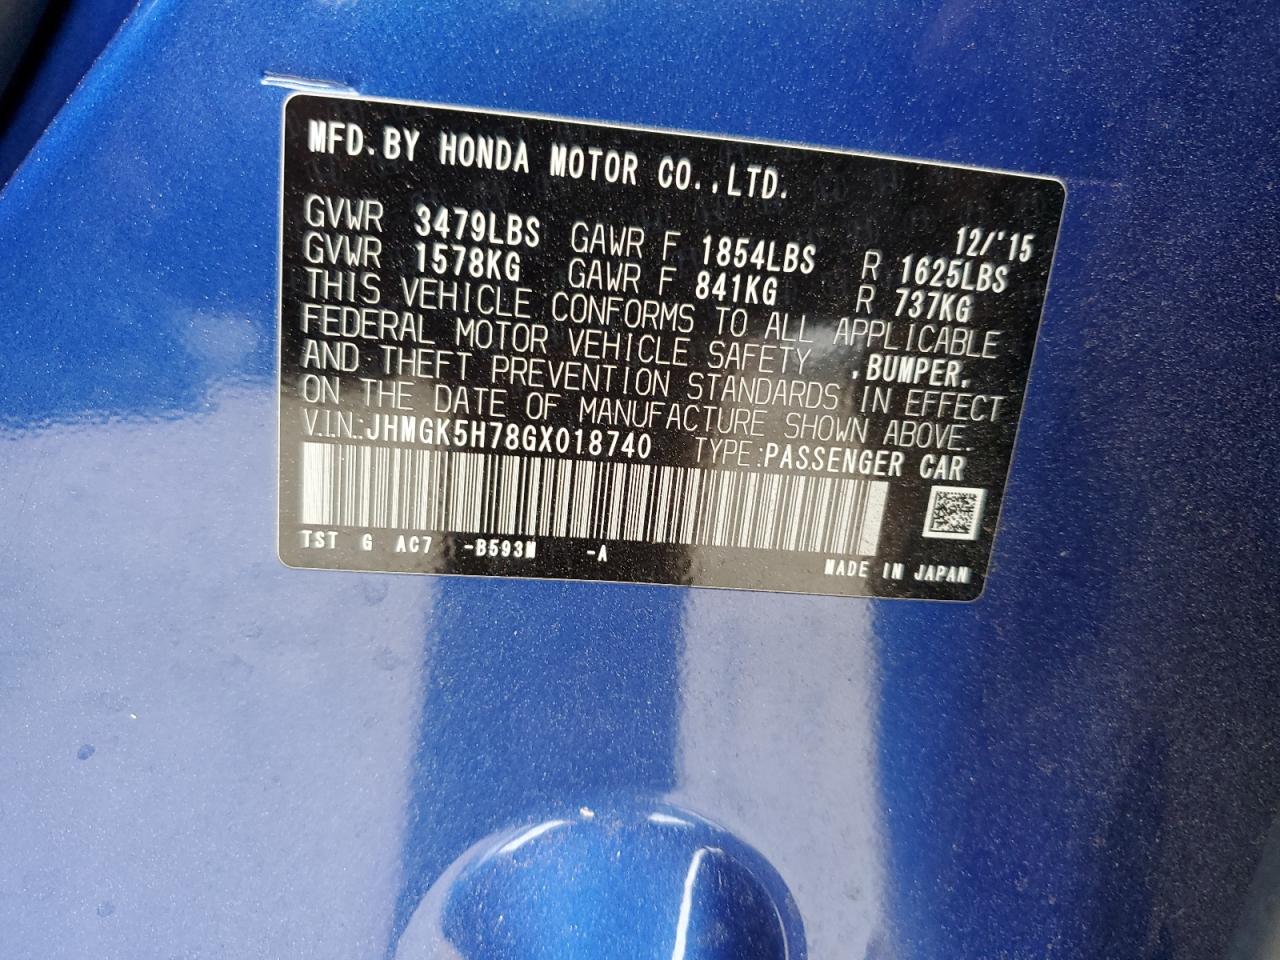 MFD.BY HONDA MOTOR CO.,LTD.
12/'15
GVWR 3479LBS GAWR F 1854LBS R 1625LBS
GVWR 1578KG GAWR F 841KG R 737KG
THIS VEHICLE CONFORMS TO ALL APPLICABLE
FEDERAL MOTOR VEHICLE SAFETY ,BUMPER,
AND THEFT PREVENTION STANDARDS IN EFFECT
ON THE DATE OF MANUFACTURE SHOWN ABOVE.
V.I.N.:JHMGK5H78GX018740 TYPE:PASSENGER CAR
TST G AC7 -B593M -A
MADE IN JAPAN